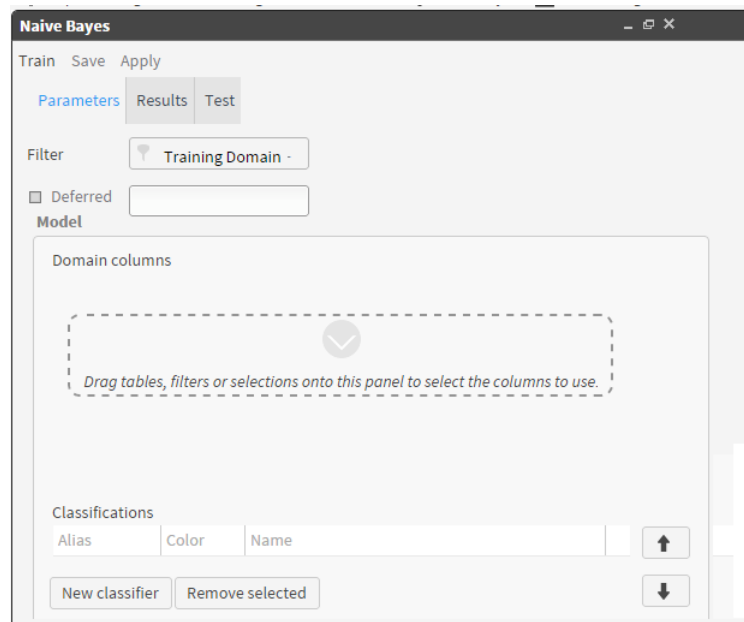 Naive Bayes
Train Save Apply
Parameters Results Test
Filter Training Domain -
Deferred
Model
Domain columns
Drag tables, filters or selections onto this panel to select the columns to use.
Classifications
Alias Color Name
New classifier Remove selected